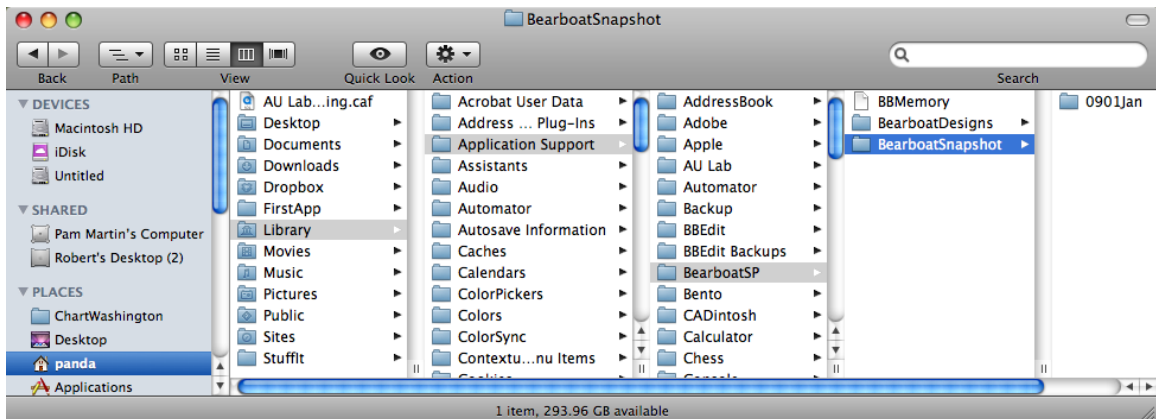 BearboatSnapshot
Back
Path
View
Quick Look
Action
Search
DEVICES
Macintosh HD
iDisk
Untitled
SHARED
Pam Martin's Computer
Robert's Desktop (2)
PLACES
ChartWashington
Desktop
panda
Applications
AU Lab...ing.caf
Desktop
Documents
Downloads
Dropbox
FirstApp
Library
Movies
Music
Pictures
Public
Sites
StuffIt
Acrobat User Data
Address ... Plug-Ins
Application Support
Assistants
Audio
Automator
Autosave Information
Caches
Calendars
ColorPickers
Colors
ColorSync
Contextu...nu Items
AddressBook
Adobe
Apple
AU Lab
Automator
Backup
BBEdit
BBEdit Backups
BearboatSP
Bento
CADintosh
Calculator
Chess
BBMemory
BearboatDesigns
BearboatSnapshot
0901Jan
1 item, 293.96 GB available